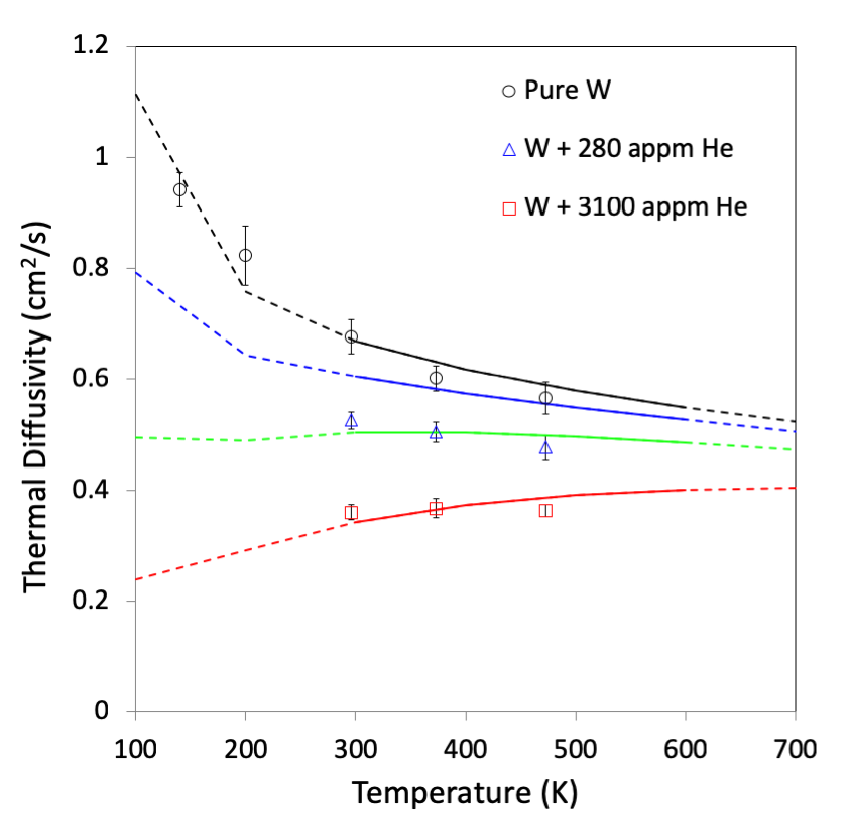 1.2
1
0.8
0.6
0.4
0.2
0
Thermal Diffusivity (cm²/s)
Pure W
W + 280 appm He
W + 3100 appm He
100 200 300 400 500 600 700
Temperature (K)